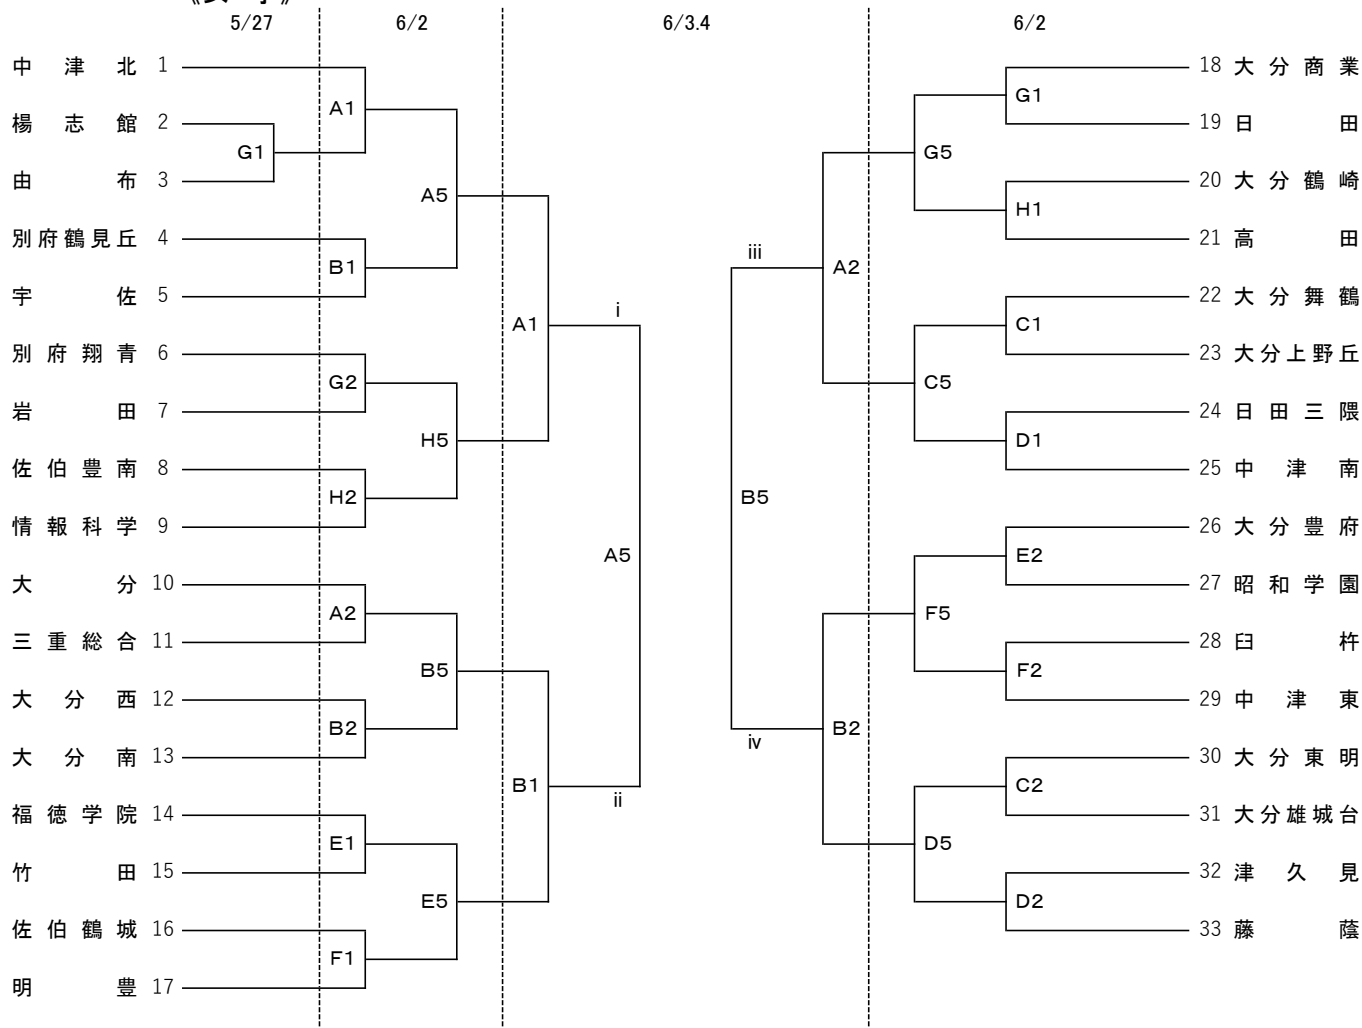 5/27 6/2 6/3.4 6/2
中津北 1
楊志館 2
由布 3
別府鶴見丘 4
宇佐 5
別府翔青 6
岩田 7
佐伯豊南 8
情報科学 9
大分 10
三重総合 11
大分西 12
大分南 13
福徳学院 14
竹田 15
佐伯鶴城 16
明豊 17
G1
A1
B1
G2
H2
A2
B2
E1
F1
A5
H5
B5
E5
A1
B1
i
ii
A5
iii
iv
B5
A2
B2
G5
C5
F5
D5
G1
H1
C1
D1
E2
F2
C2
D2
18 大分商業
19 日田
20 大分鶴崎
21 高田
22 大分舞鶴
23 大分上野丘
24 日田三隈
25 中津南
26 大分豊府
27 昭和学園
28 臼杵
29 中津東
30 大分東明
31 大分雄城台
32 津久見
33 藤蔭